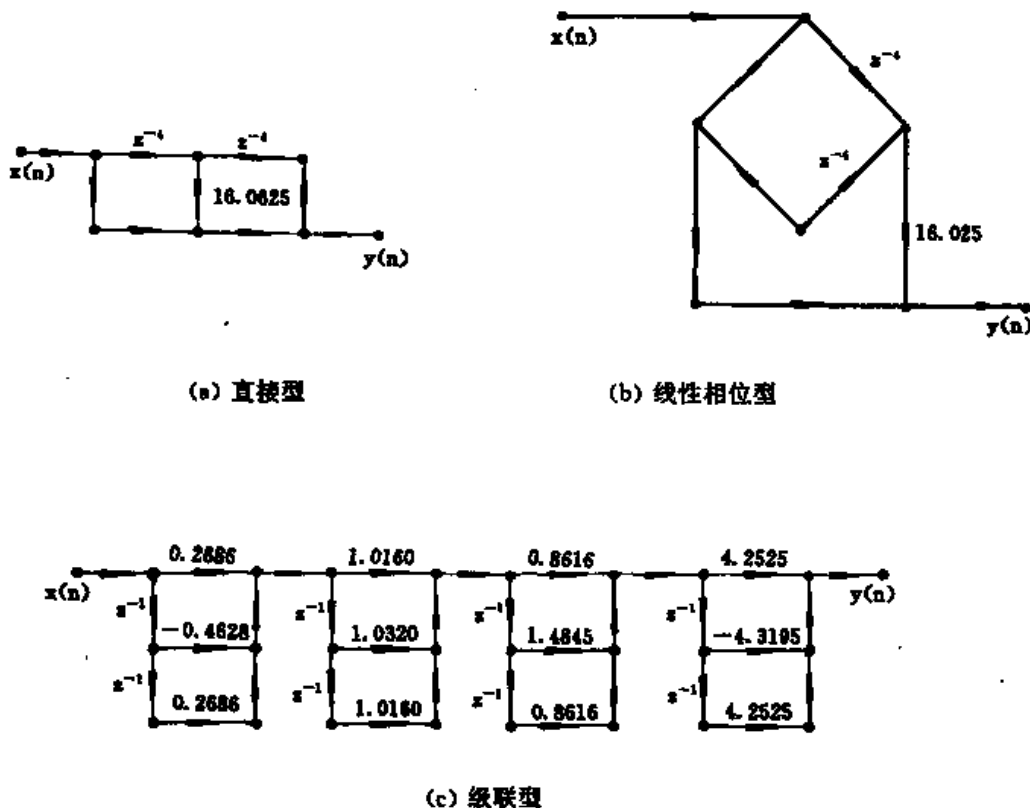 x(n)
z⁻⁴
z⁻⁴
16.0625
y(n)
(a) 直接型
x(n)
z⁻⁴
z⁻⁴
16.025
y(n)
(b) 线性相位型
x(n)
0.2686
1.0160
0.8616
4.2525
y(n)
z⁻¹
z⁻¹
z⁻¹
z⁻¹
-0.4628
1.0320
1.4845
-4.3195
z⁻¹
z⁻¹
z⁻¹
z⁻¹
0.2686
1.0160
0.8616
4.2525
(c) 级联型